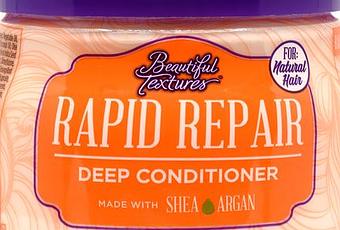 Beautiful
Textures
FOR:
Natural
Hair
RAPID REPAIR
DEEP CONDITIONER
MADE WITH SHEA ARGAN